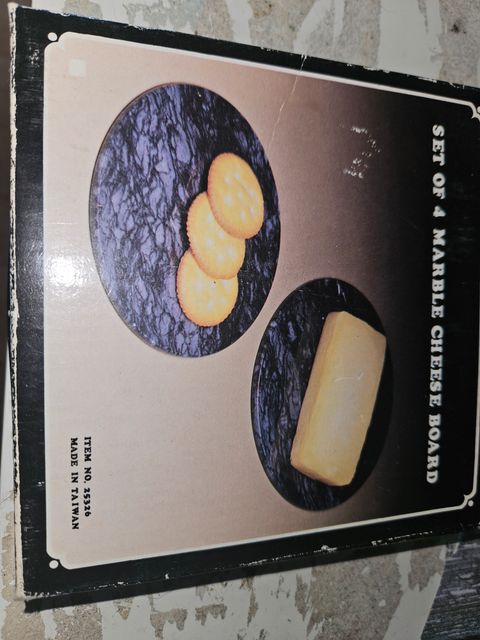 SET OF 4 MARBLE CHEESE BOARD
ITEM NO. 25326
MADE IN TAIWAN